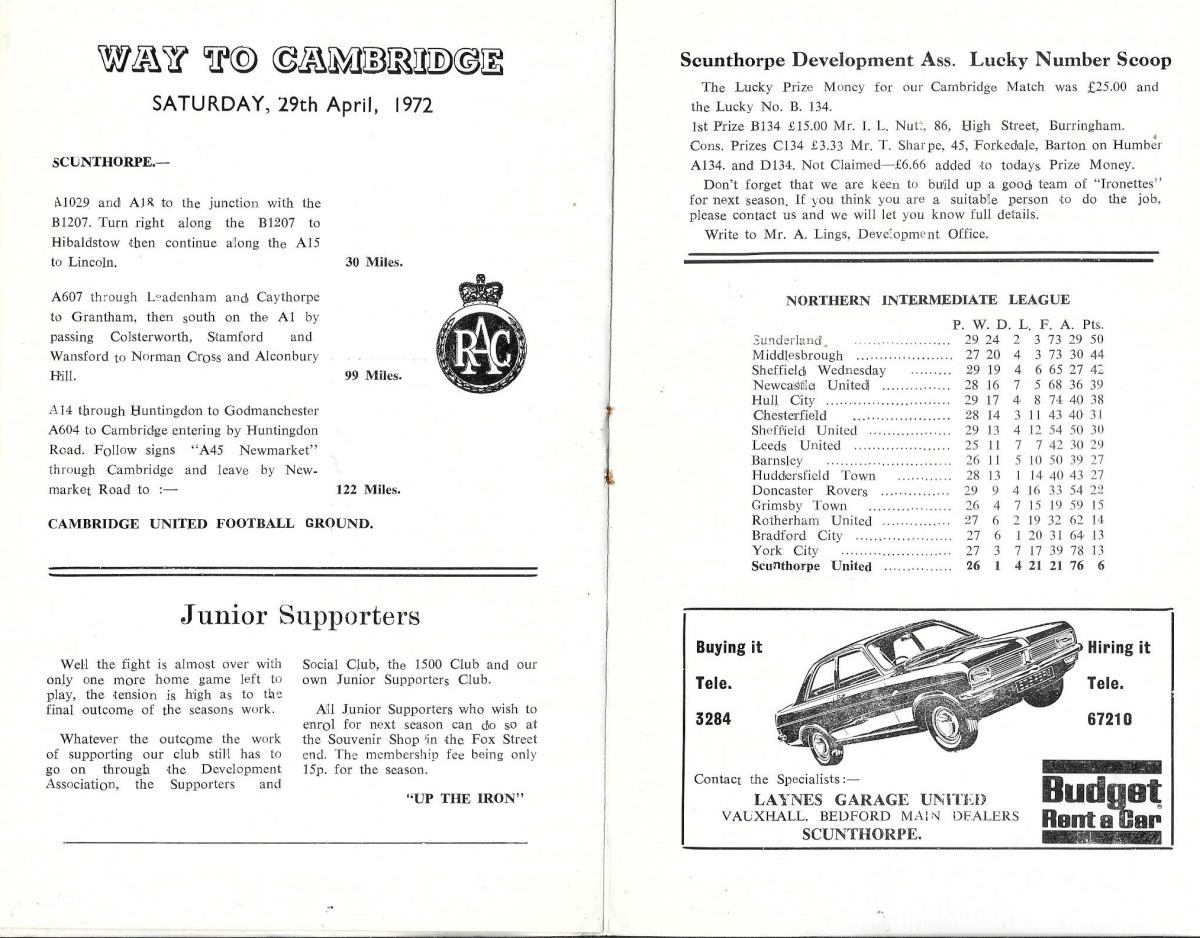 WAY TO CAMBRIDGE
SATURDAY, 29th April, 1972
SCUNTHORPE.—
A1029 and A18 to the junction with the
B1207. Turn right along the B1207 to
Hibaldstow then continue along the A15
to Lincoln. 30 Miles.
A607 through Leadenham and Caythorpe
to Grantham, then south on the A1 by
passing Colsterworth, Stamford and
Wansford to Norman Cross and Alconbury
Hill. 99 Miles.
RAC
A14 through Huntingdon to Godmanchester
A604 to Cambridge entering by Huntingdon
Road. Follow signs "A45 Newmarket"
through Cambridge and leave by New-
market Road to :— 122 Miles.
CAMBRIDGE UNITED FOOTBALL GROUND.
Junior Supporters
Well the fight is almost over with
only one more home game left to
play, the tension is high as to the
final outcome of the seasons work.
Whatever the outcome the work
of supporting our club still has to
go on through the Development
Association, the Supporters and
Social Club, the 1500 Club and our
own Junior Supporters Club.
All Junior Supporters who wish to
enrol for next season can do so at
the Souvenir Shop in the Fox Street
end. The membership fee being only
15p. for the season.
"UP THE IRON"
Scunthorpe Development Ass. Lucky Number Scoop
The Lucky Prize Money for our Cambridge Match was £25.00 and
the Lucky No. B. 134.
1st Prize B134 £15.00 Mr. I. L. Nutt, 86, High Street, Burringham.
Cons. Prizes C134 £3.33 Mr. T. Sharpe, 45, Forkedale, Barton on Humber
A134. and D134. Not Claimed—£6.66 added to todays Prize Money.
Don't forget that we are keen to build up a good team of "Ironettes"
for next season. If you think you are a suitable person to do the job,
please contact us and we will let you know full details.
Write to Mr. A. Lings, Development Office.
NORTHERN INTERMEDIATE LEAGUE
P. W. D. L. F. A. Pts.
Sunderland ..................... 29 24 2 3 73 29 50
Middlesbrough .................... 27 20 4 3 73 30 44
Sheffield Wednesday ......... 29 19 4 6 65 27 42
Newcastle United .............. 28 16 7 5 68 36 39
Hull City .......................... 29 17 4 8 74 40 38
Chesterfield ..................... 28 14 3 11 43 40 31
Sheffield United ................. 29 13 4 12 54 50 30
Leeds United .................... 25 11 7 7 42 30 29
Barnsley .......................... 26 11 5 10 50 39 27
Huddersfield Town ........... 28 13 1 14 40 43 27
Doncaster Rovers .............. 29 9 4 16 33 54 22
Grimsby Town ................. 26 4 7 15 19 59 15
Rotherham United .............. 27 6 2 19 32 62 14
Bradford City .................... 27 6 1 20 31 64 13
York City ....................... 27 3 7 17 39 78 13
Scunthorpe United .............. 26 1 4 21 21 76 6
Buying it
Tele.
3284
Hiring it
Tele.
67210
Contact the Specialists:—
LAYNES GARAGE UNITED
VAUXHALL, BEDFORD MAIN DEALERS
SCUNTHORPE.
Budget
Rent a Car